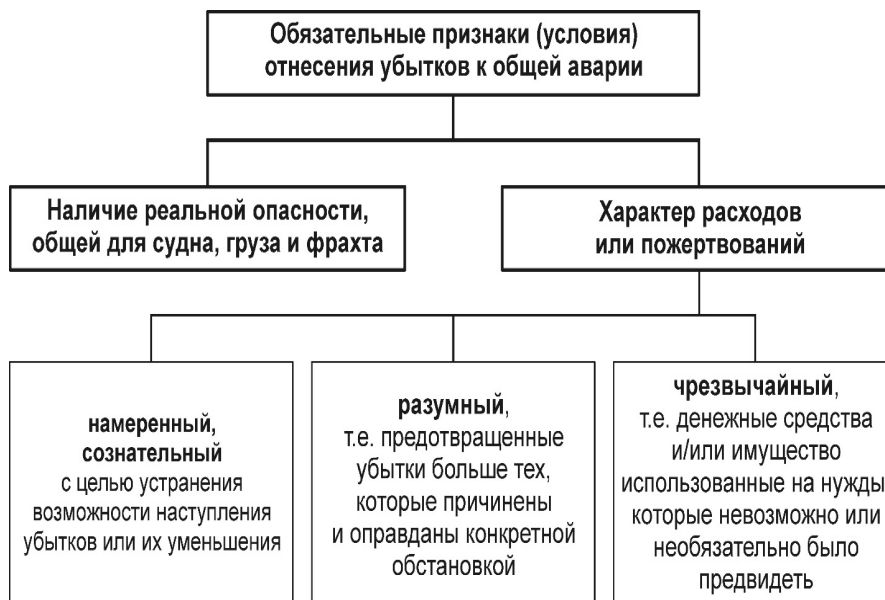 Обязательные признаки (условия)
отнесения убытков к общей аварии
Наличие реальной опасности,
общей для судна, груза и фрахта
Характер расходов
или пожертвований
намеренный,
сознательный
с целью устранения
возможности наступления
убытков или их уменьшения
разумный,
т.е. предотвращенные
убытки больше тех,
которые причинены
и оправданы конкретной
обстановкой
чрезвычайный,
т.е. денежные средства
и/или имущество
использованные на нужды
которые невозможно или
необязательно было
предвидеть